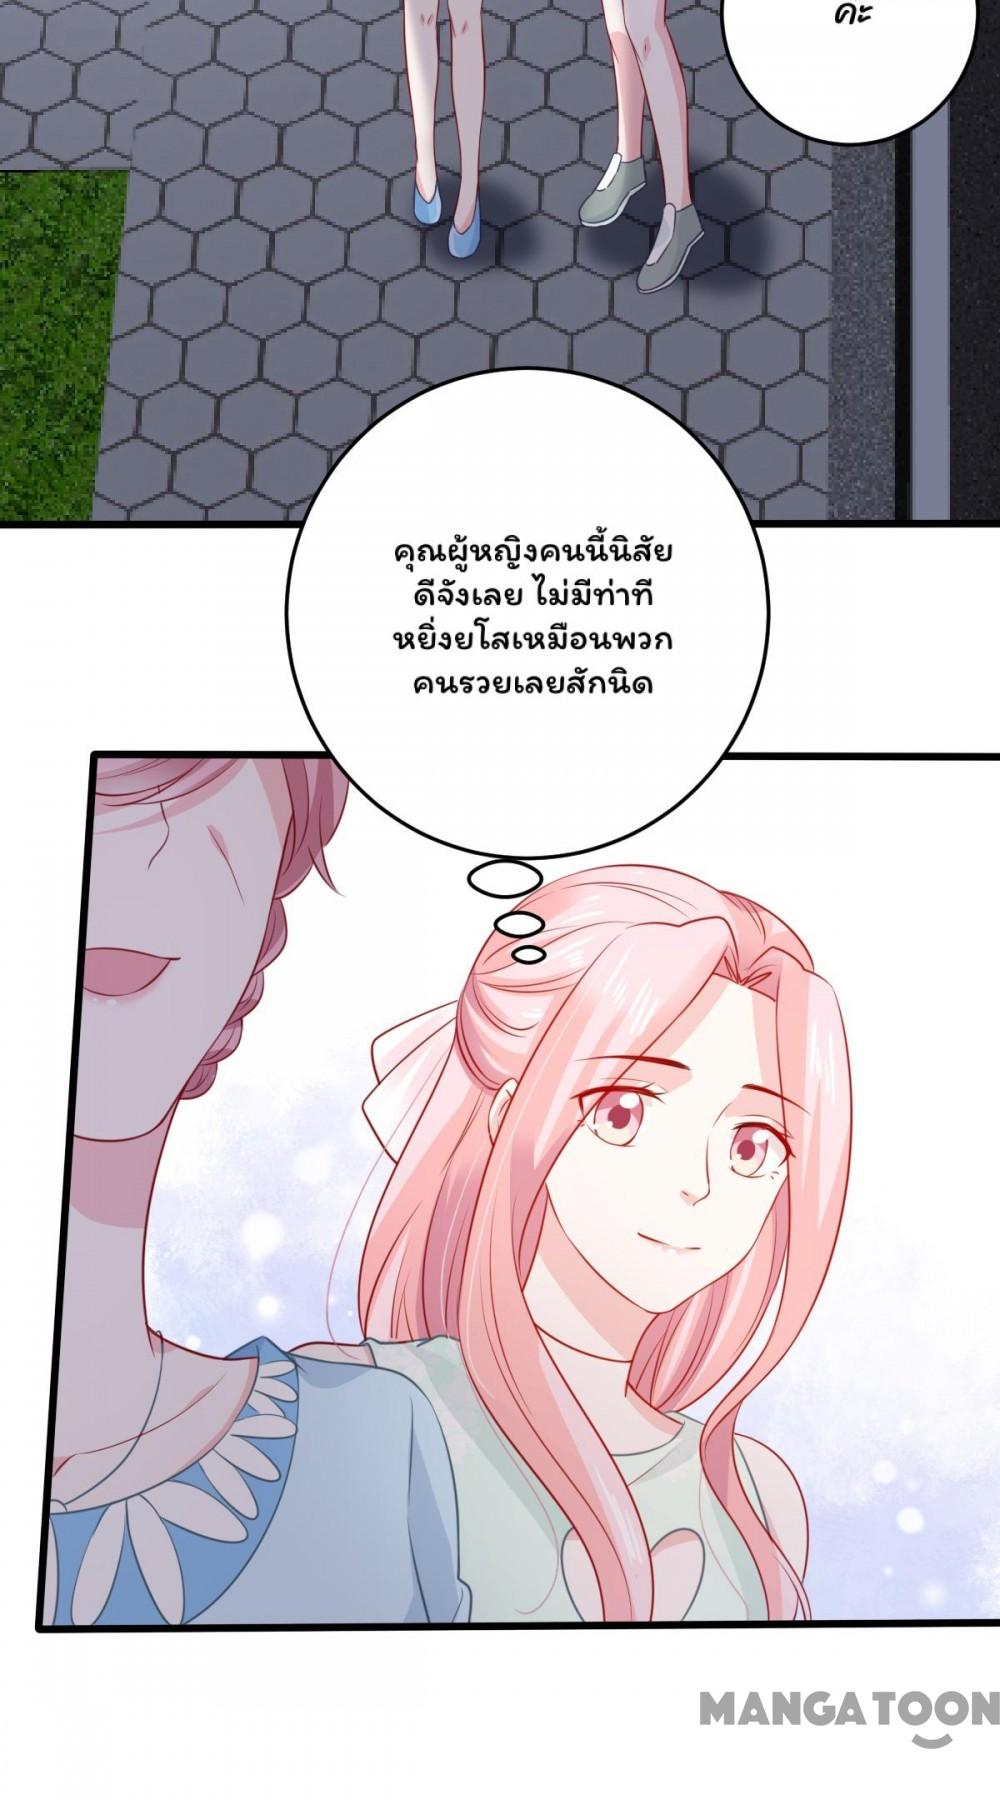 ค่ะ
คุณผู้หญิงคนนี้นิสัย
ดีจังเลย ไม่มีท่าที
หยิ่งยโสเหมือนพวก
คนรวยเลยสักนิด
MANGATOON